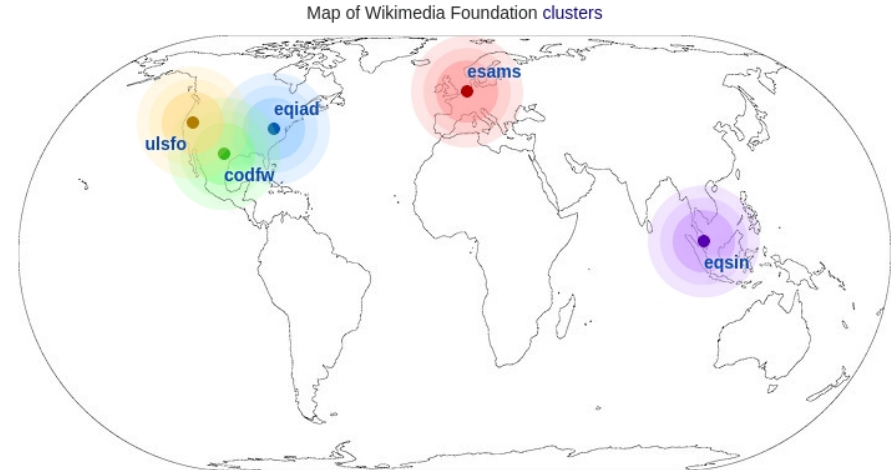 Map of Wikimedia Foundation clusters
esams
eqiad
ulsfo
codfw
eqsin